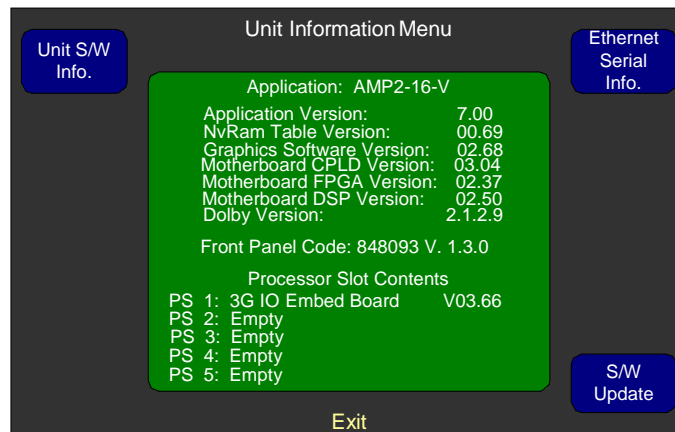 Unit Information Menu
Unit S/W
Info.
Ethernet
Serial
Info.
Application: AMP2-16-V
Application Version: 7.00
NvRam Table Version: 00.69
Graphics Software Version: 02.68
Motherboard CPLD Version: 03.04
Motherboard FPGA Version: 02.37
Motherboard DSP Version: 02.50
Dolby Version: 2.1.2.9
Front Panel Code: 848093 V. 1.3.0
Processor Slot Contents
PS 1: 3G IO Embed Board V03.66
PS 2: Empty
PS 3: Empty
PS 4: Empty
PS 5: Empty
S/W
Update
Exit